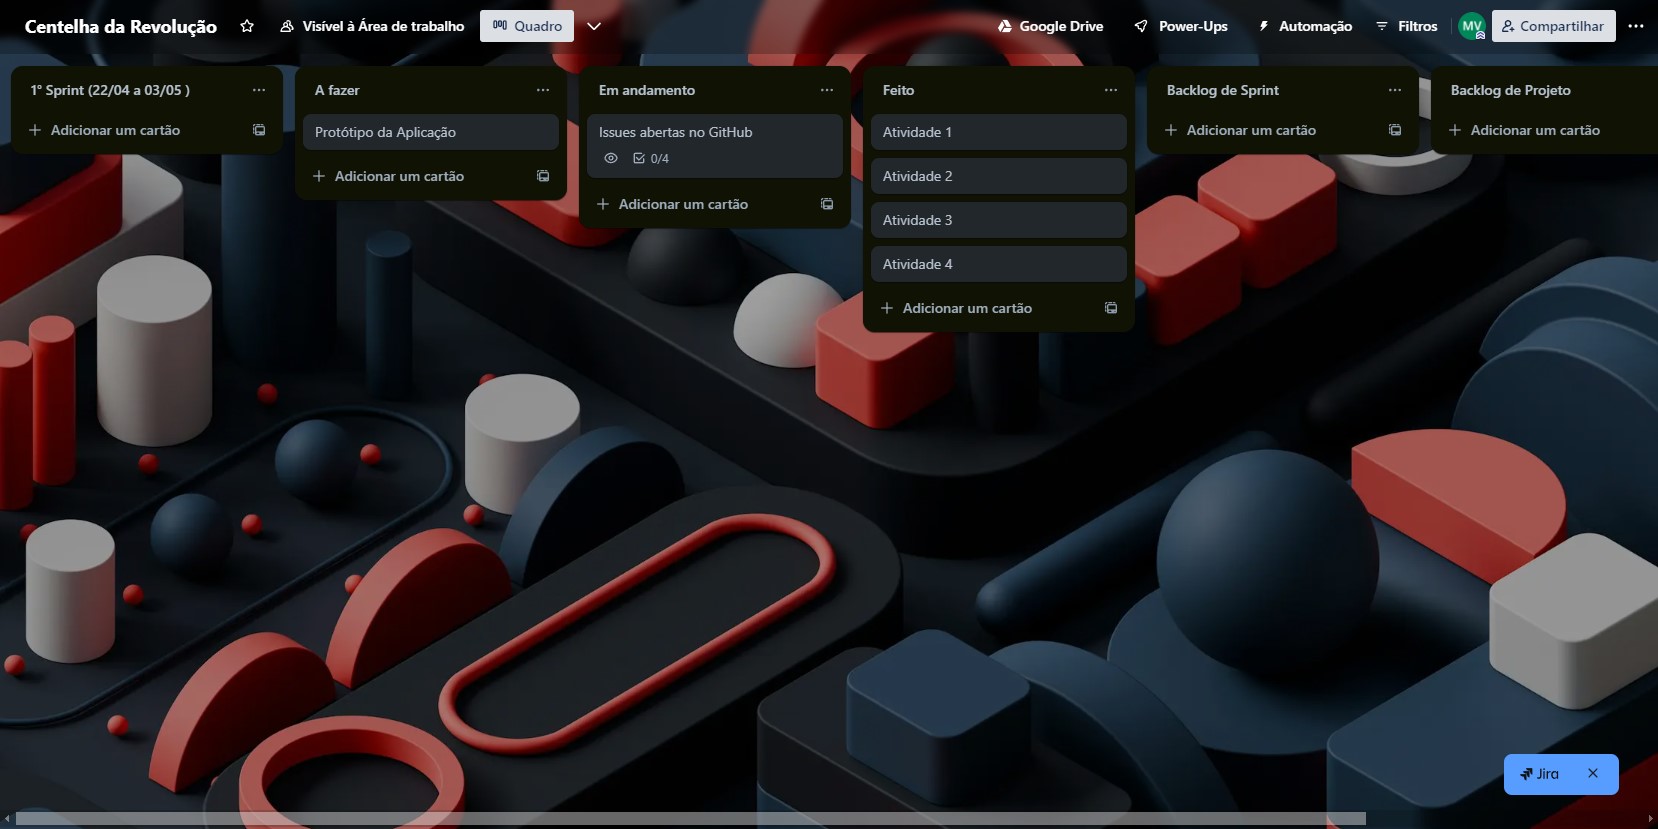 Centelha da Revolução
Visível à Área de trabalho
Quadro
Google Drive
Power-Ups
Automação
Filtros
MV
Compartilhar
1° Sprint (22/04 a 03/05 )
Adicionar um cartão
A fazer
Protótipo da Aplicação
Adicionar um cartão
Em andamento
Issues abertas no GitHub
0/4
Adicionar um cartão
Feito
Atividade 1
Atividade 2
Atividade 3
Atividade 4
Adicionar um cartão
Backlog de Sprint
Adicionar um cartão
Backlog de Projeto
Adicionar um cartão
Jira